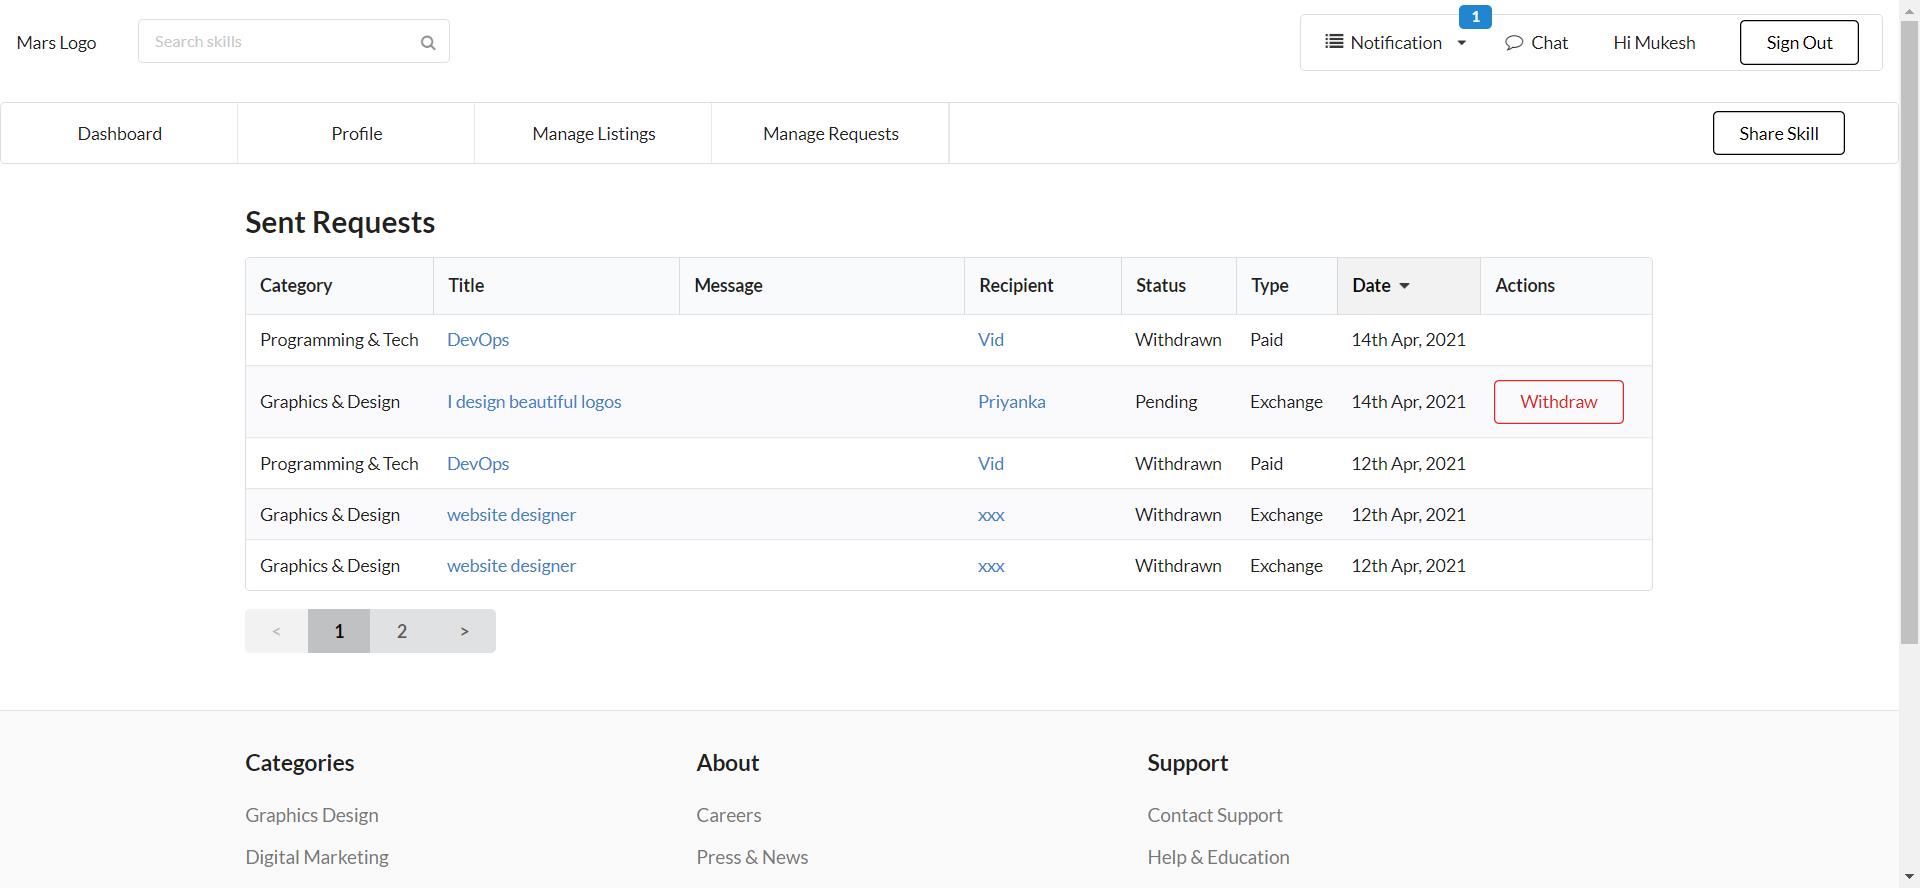 Mars Logo
Search skills
1
Notification
Chat
Hi Mukesh
Sign Out
Dashboard
Profile
Manage Listings
Manage Requests
Share Skill
Sent Requests
Category Title Message Recipient Status Type Date Actions
Programming & Tech DevOps Vid Withdrawn Paid 14th Apr, 2021
Graphics & Design I design beautiful logos Priyanka Pending Exchange 14th Apr, 2021 Withdraw
Programming & Tech DevOps Vid Withdrawn Paid 12th Apr, 2021
Graphics & Design website designer xxx Withdrawn Exchange 12th Apr, 2021
Graphics & Design website designer xxx Withdrawn Exchange 12th Apr, 2021
< 1 2 >
Categories
Graphics Design
Digital Marketing
About
Careers
Press & News
Support
Contact Support
Help & Education